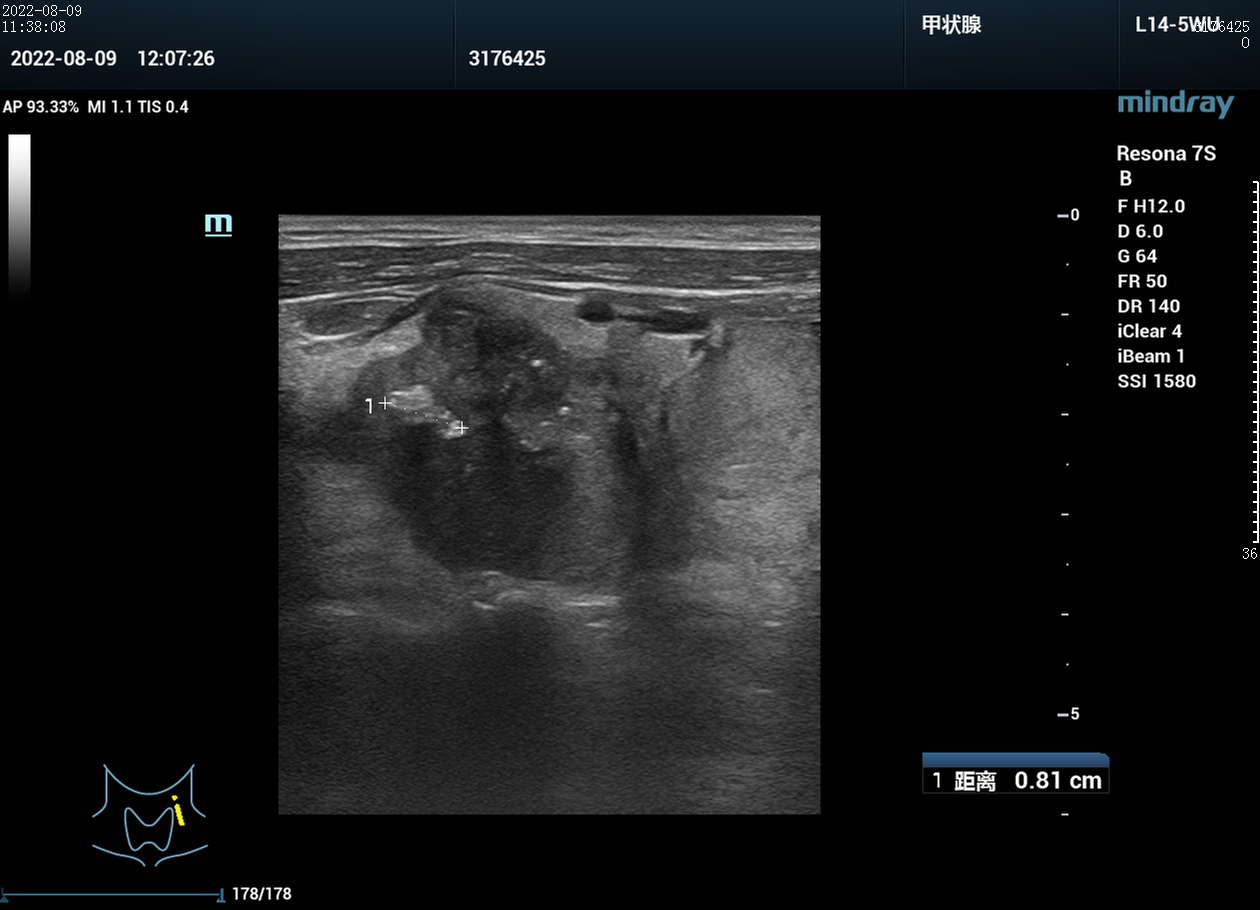 2022-08-09
11:38:08
甲状腺
L14-5WU
3176425
0
2022-08-09 12:07:26
3176425
AP 93.33% MI 1.1 TIS 0.4
mindray
Resona 7S
B
F H12.0
D 6.0
G 64
FR 50
DR 140
iClear 4
iBeam 1
SSI 1580
m
0
1
36
5
1 距离 0.81 cm
178/178